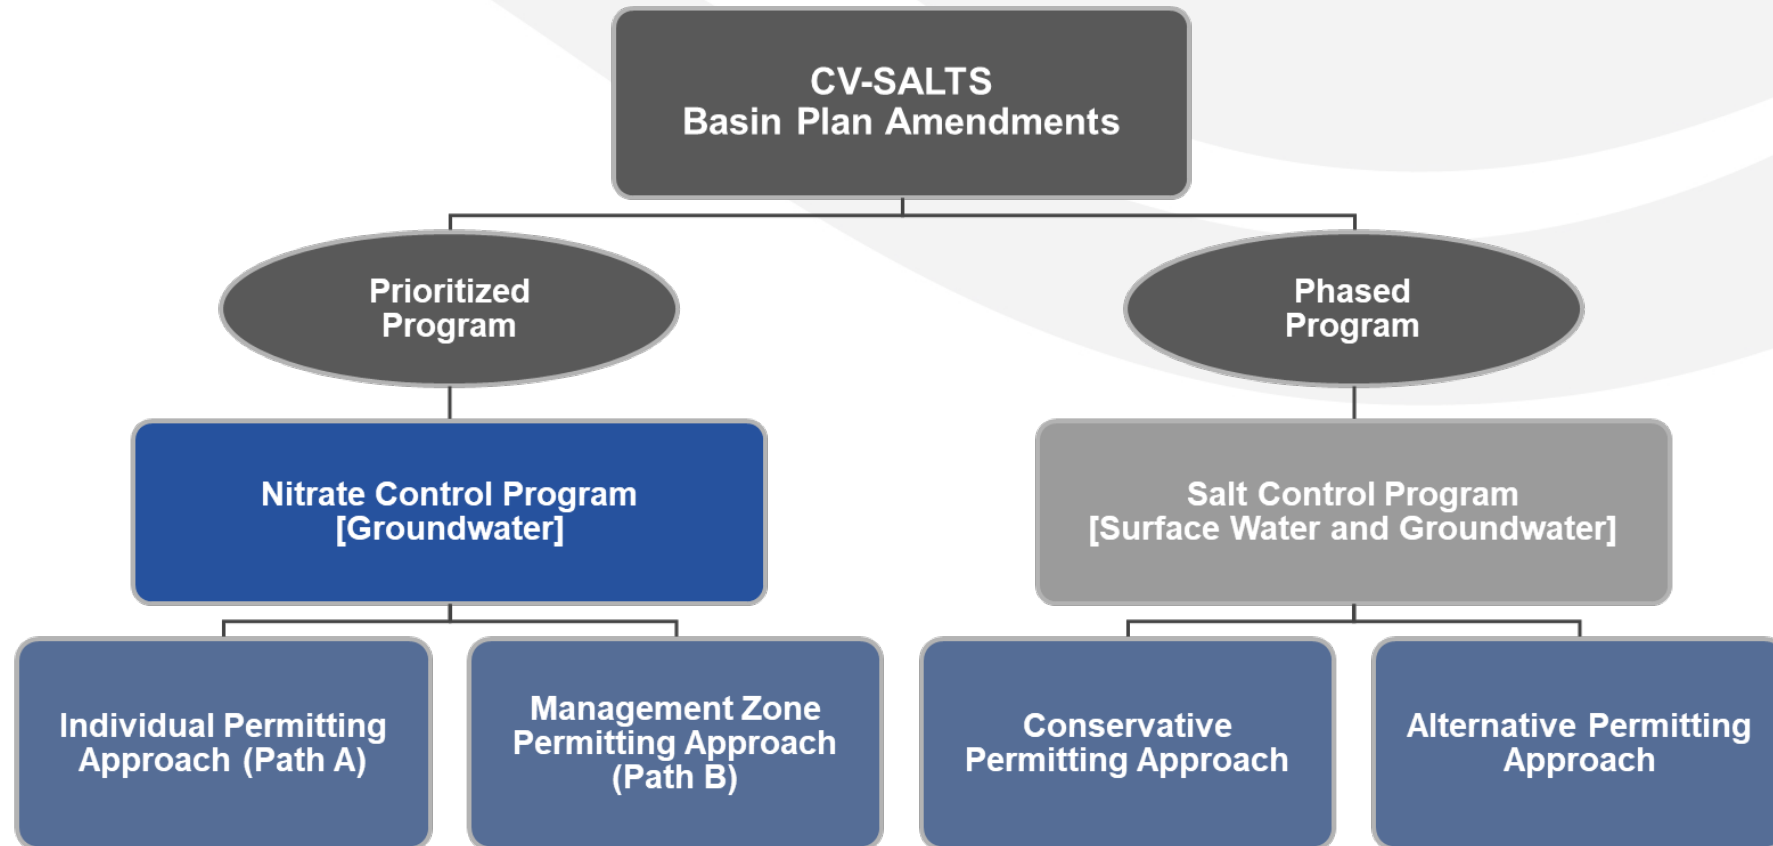 CV-SALTS
Basin Plan Amendments
Prioritized
Program
Phased
Program
Nitrate Control Program
[Groundwater]
Salt Control Program
[Surface Water and Groundwater]
Individual Permitting
Approach (Path A)
Management Zone
Permitting Approach
(Path B)
Conservative
Permitting Approach
Alternative Permitting
Approach